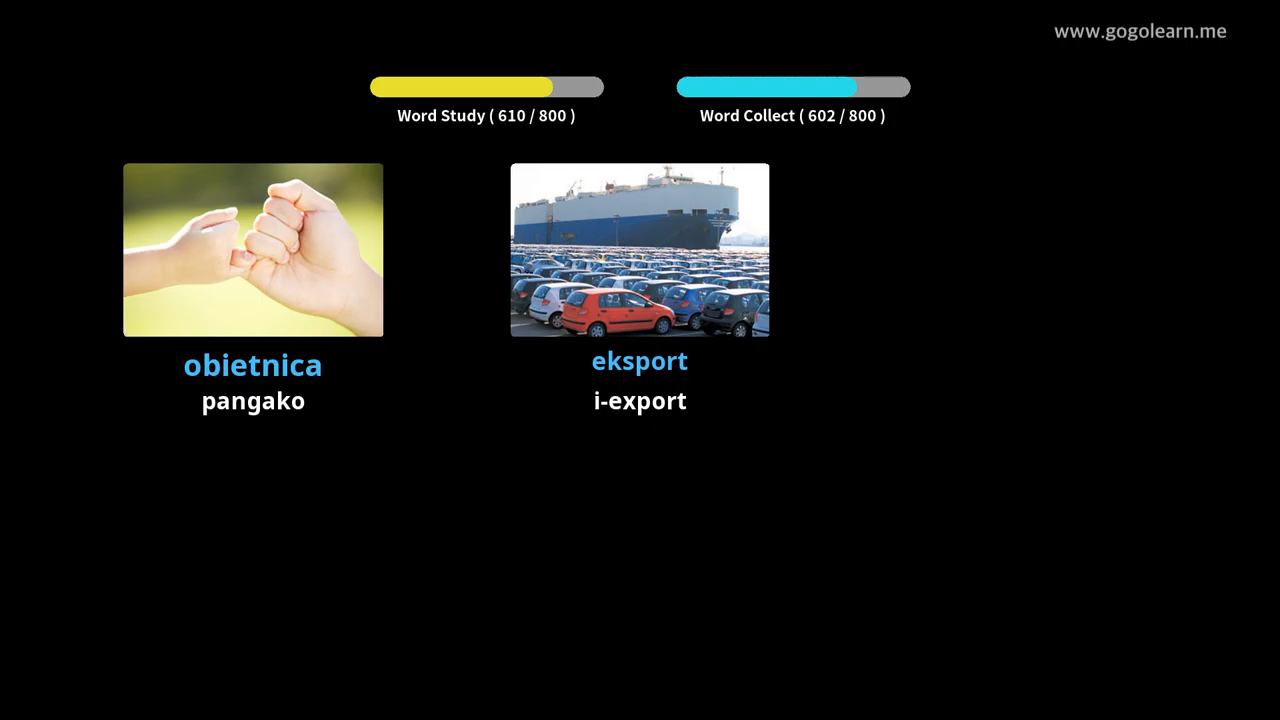 www.gogolearn.me
Word Study ( 610 / 800 )
Word Collect ( 602 / 800 )
obietnica
pangako
eksport
i-export